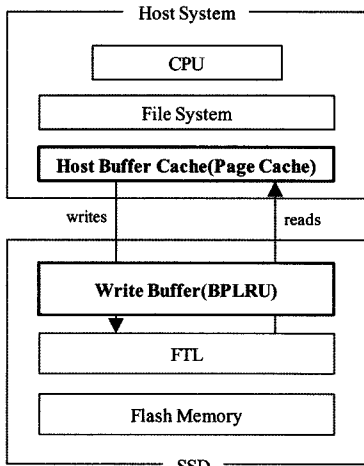 Host System
CPU
File System
Host Buffer Cache(Page Cache)
writes
reads
Write Buffer(BPLRU)
FTL
Flash Memory
SSD